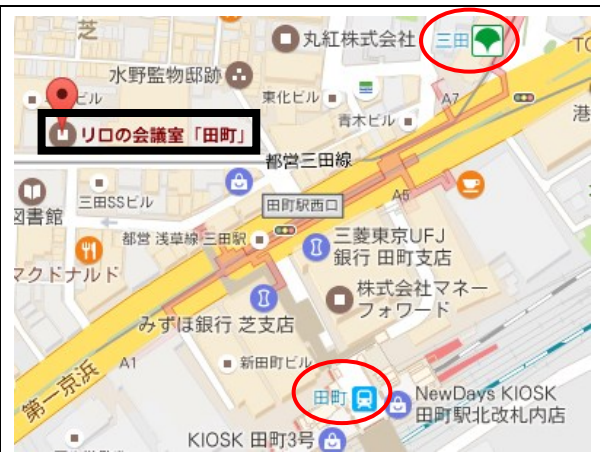 芝
丸紅株式会社
三田
水野監物邸跡
東化ビル
A7
ビル
青木ビル
港
リロの会議室「田町」
都営三田線
三田SSビル
田町駅西口
A5
図書館
都営 浅草線 三田駅
三菱東京UFJ
銀行 田町支店
マクドナルド
株式会社マネー
フォワード
みずほ銀行 芝支店
A1
新田町ビル
第一京浜
田町
NewDays KIOSK
田町駅北改札内店
KIOSK 田町3号